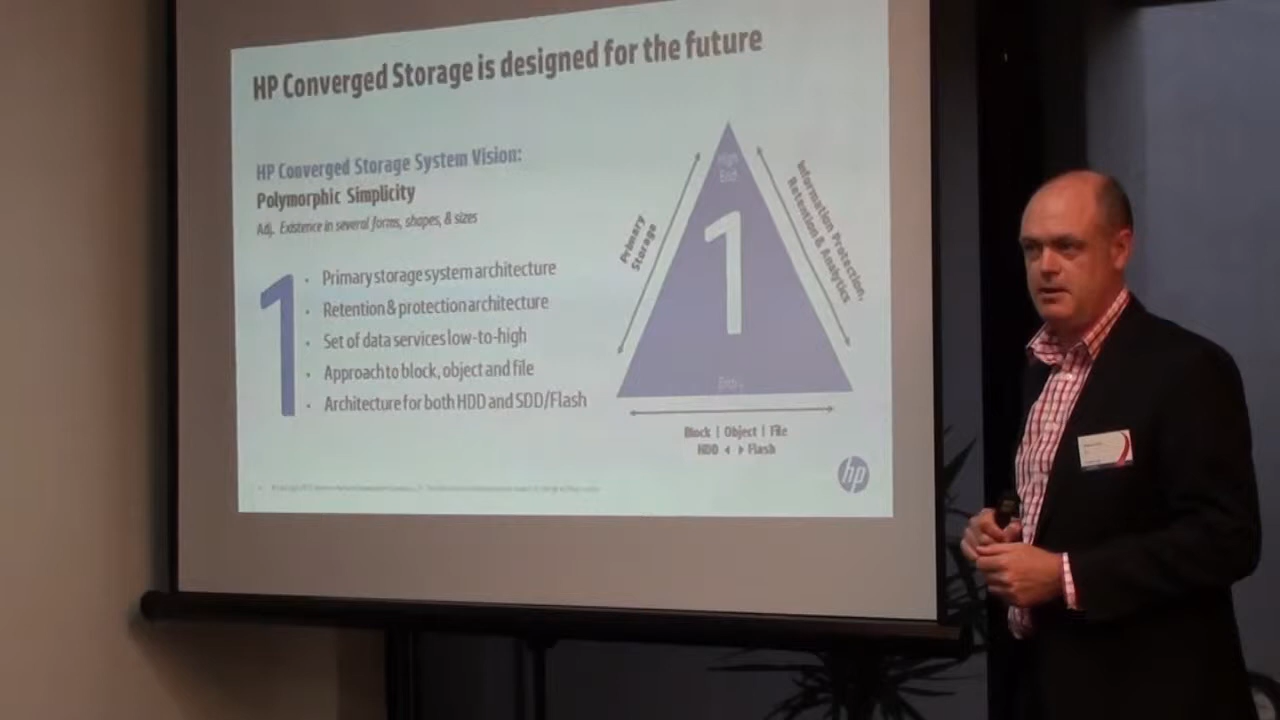 HP Converged Storage is designed for the future
HP Converged Storage System Vision:
Polymorphic Simplicity
Adj. Existence in several forms, shapes, & sizes
1
· Primary storage system architecture
· Retention & protection architecture
· Set of data services low-to-high
· Approach to block, object and file
· Architecture for both HDD and SDD/Flash
High
End
1
End
Primary
Storage
Information Protection,
Retention & Analytics
Block | Object | File
HDD ◂ ▸ Flash
hp